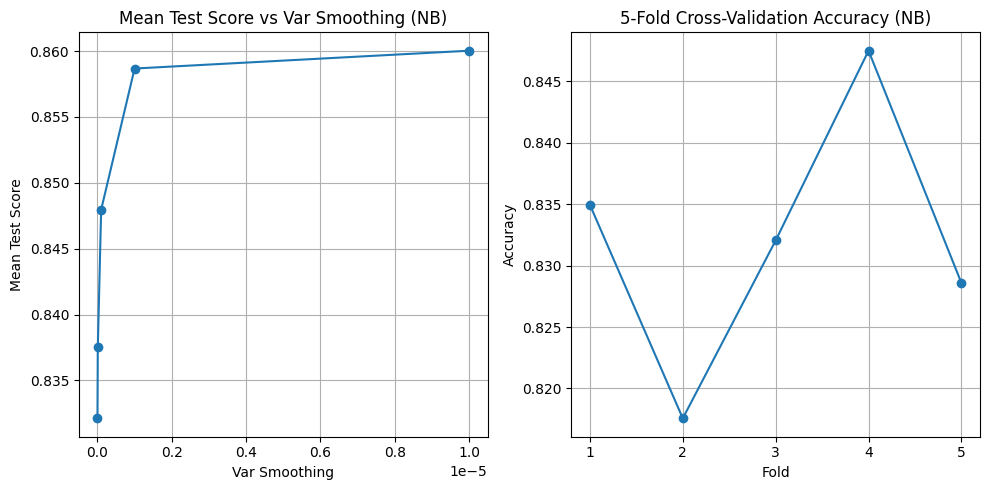 Mean Test Score vs Var Smoothing (NB)
0.860
0.855
0.850
0.845
0.840
0.835
Mean Test Score
0.0 0.2 0.4 0.6 0.8 1.0
1e−5
Var Smoothing
5-Fold Cross-Validation Accuracy (NB)
0.845
0.840
0.835
0.830
0.825
0.820
Accuracy
1 2 3 4 5
Fold